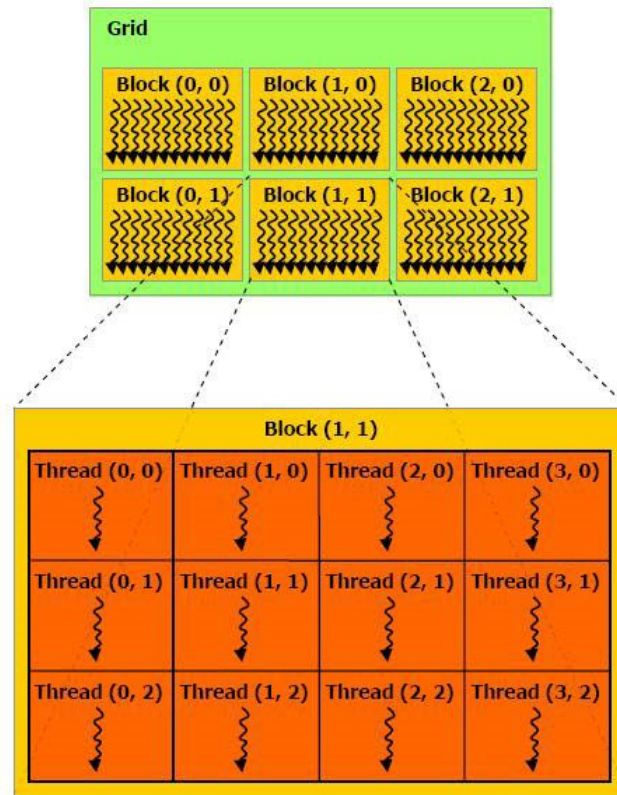 Grid
Block (0, 0) Block (1, 0) Block (2, 0)
Block (0, 1) Block (1, 1) Block (2, 1)
Block (1, 1)
Thread (0, 0) Thread (1, 0) Thread (2, 0) Thread (3, 0)
Thread (0, 1) Thread (1, 1) Thread (2, 1) Thread (3, 1)
Thread (0, 2) Thread (1, 2) Thread (2, 2) Thread (3, 2)